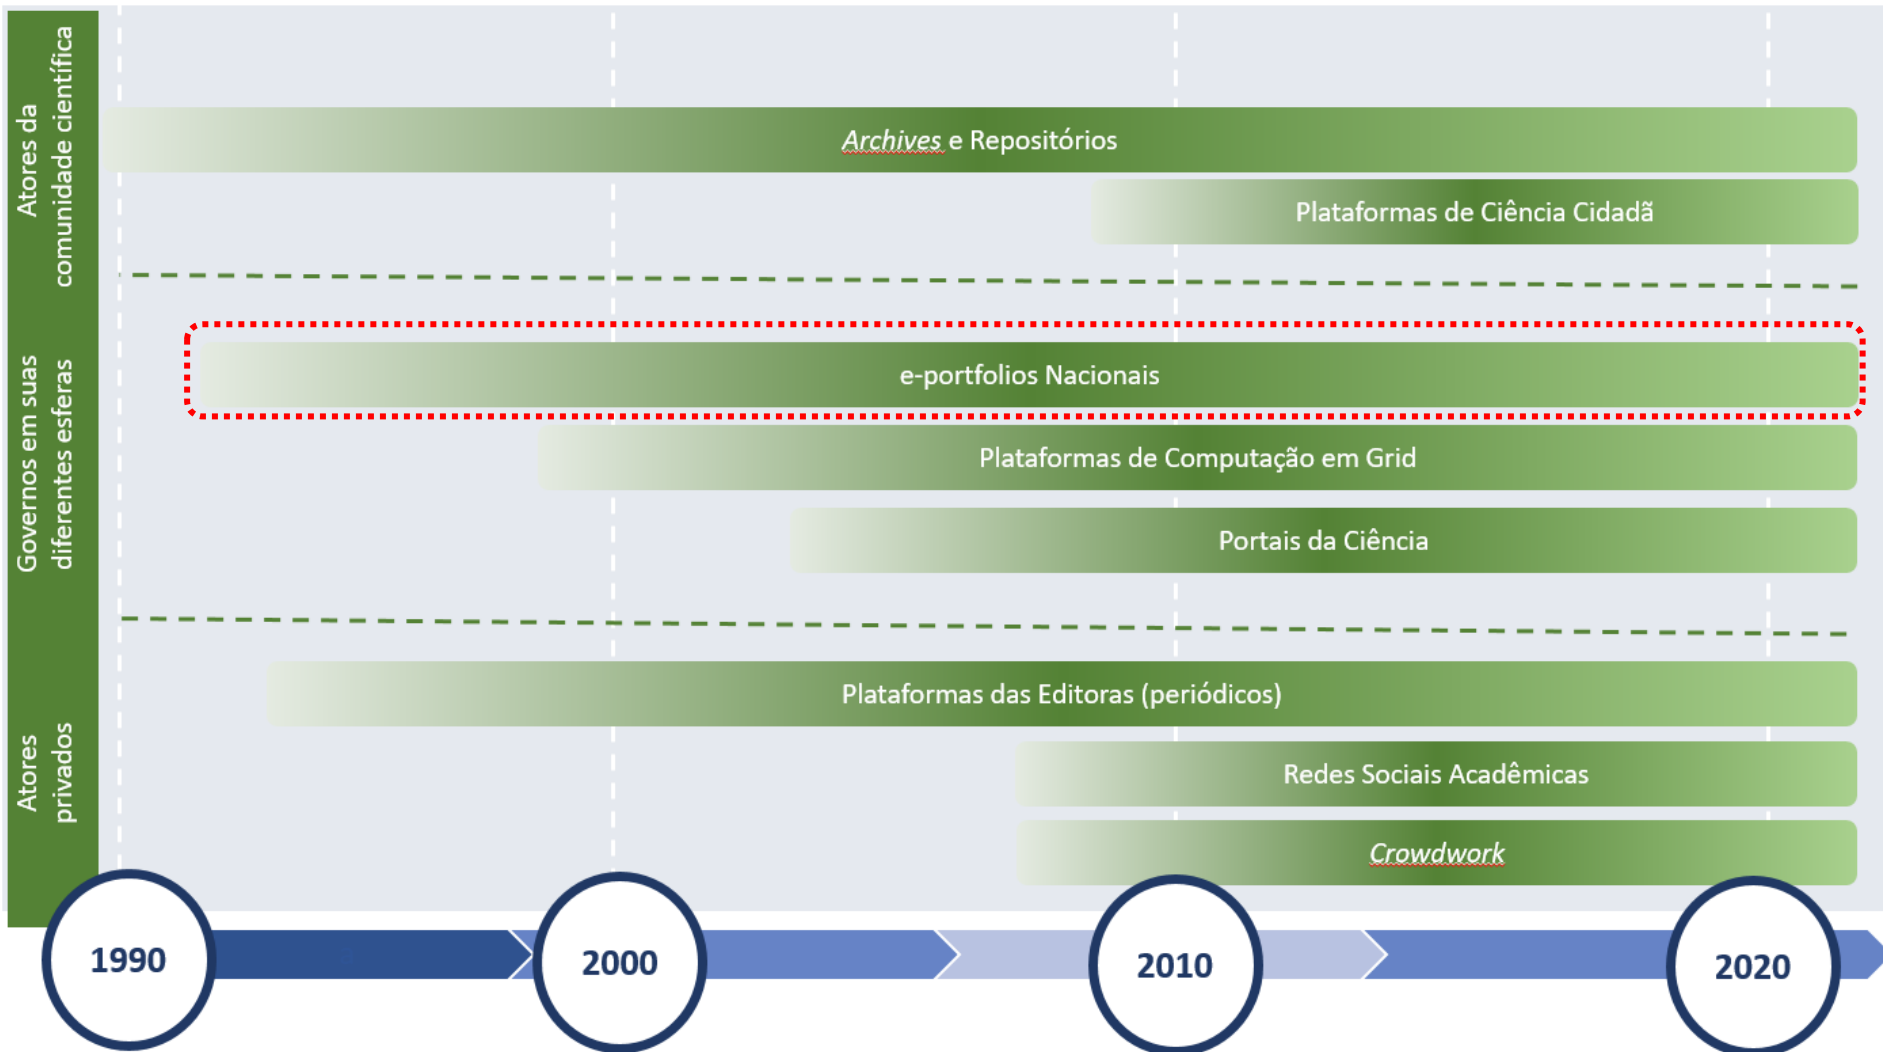 Atores da
comunidade científica
Archives e Repositórios
Plataformas de Ciência Cidadã
Governos em suas
diferentes esferas
e-portfolios Nacionais
Plataformas de Computação em Grid
Portais da Ciência
Atores
privados
Plataformas das Editoras (periódicos)
Redes Sociais Acadêmicas
Crowdwork
1990
2000
2010
2020